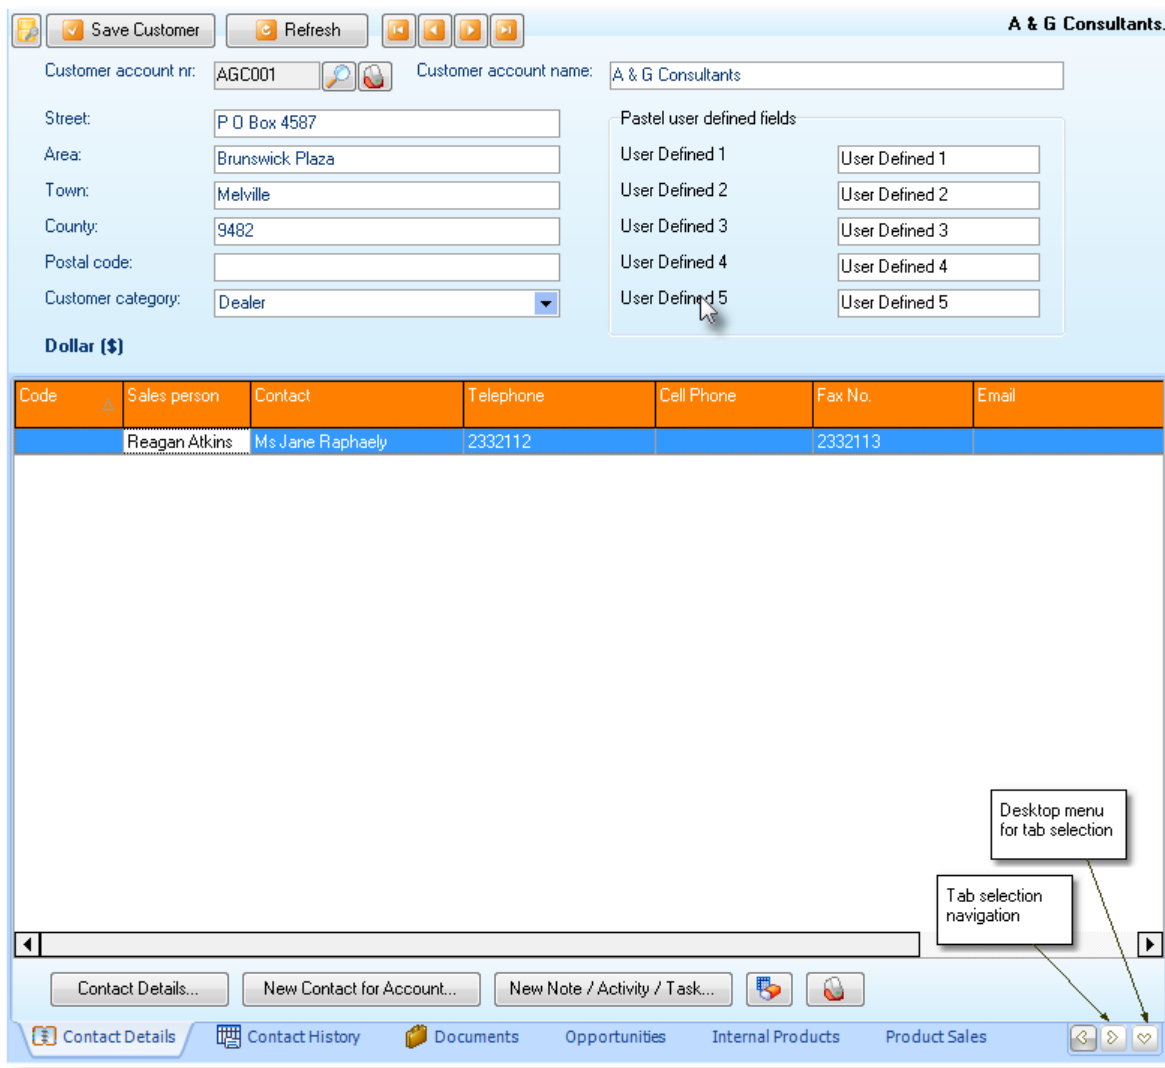 Save Customer Refresh A & G Consultants.
Customer account nr: AGC001 Customer account name: A & G Consultants
Street: P O Box 4587 Pastel user defined fields
Area: Brunswick Plaza User Defined 1 User Defined 1
Town: Melville User Defined 2 User Defined 2
County: 9482 User Defined 3 User Defined 3
Postal code: User Defined 4 User Defined 4
Customer category: Dealer User Defined 5 User Defined 5
Dollar ($)
Code Sales person Contact Telephone Cell Phone Fax No. Email
Reagan Atkins Ms Jane Raphaely 2332112 2332113
Desktop menu
for tab selection
Tab selection
navigation
Contact Details... New Contact for Account... New Note / Activity / Task...
Contact Details Contact History Documents Opportunities Internal Products Product Sales